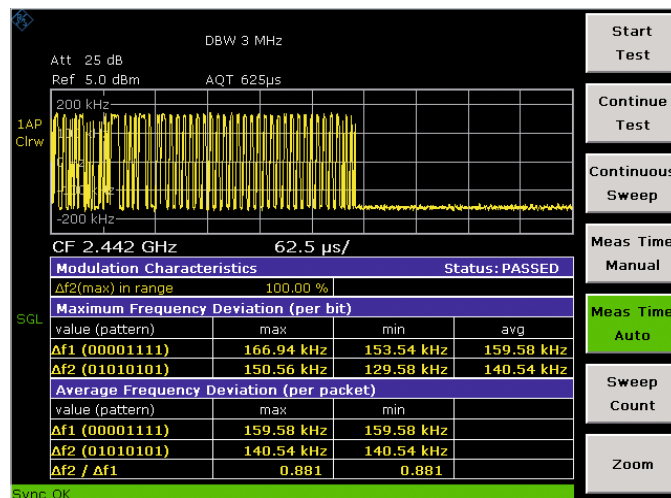 DBW 3 MHz
Att 25 dB
Ref 5.0 dBm AQT 625µs
200 kHz
1AP
Clrw
-200 kHz
CF 2.442 GHz 62.5 µs/
Modulation Characteristics Status: PASSED
Δf2(max) in range 100.00 %
SGL
Maximum Frequency Deviation (per bit)
value (pattern) max min avg
Δf1 (00001111) 166.94 kHz 153.54 kHz 159.58 kHz
Δf2 (01010101) 150.56 kHz 129.58 kHz 140.54 kHz
Average Frequency Deviation (per packet)
value (pattern) max min
Δf1 (00001111) 159.58 kHz 159.58 kHz
Δf2 (01010101) 140.54 kHz 140.54 kHz
Δf2 / Δf1 0.881 0.881
Sync OK
Start
Test
Continue
Test
Continuous
Sweep
Meas Time
Manual
Meas Time
Auto
Sweep
Count
Zoom